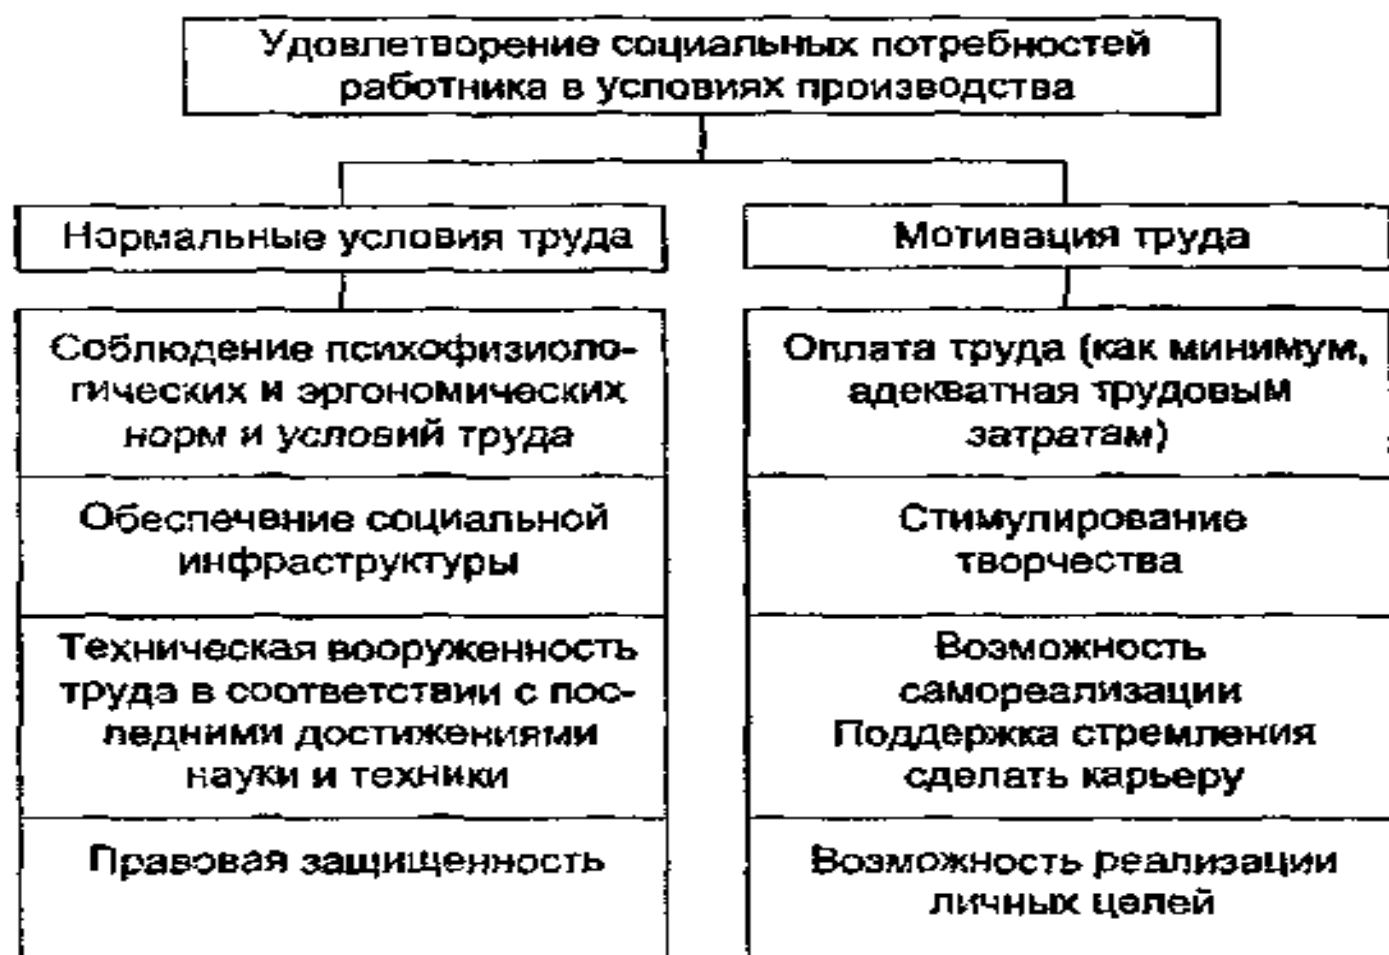 Удовлетворение социальных потребностей
работника в условиях производства
Нормальные условия труда
Мотивация труда
Соблюдение психофизиоло-
гических и эргономических
норм и условий труда
Обеспечение социальной
инфраструктуры
Техническая вооруженность
труда в соответствии с пос-
ледними достижениями
науки и техники
Правовая защищенность
Оплата труда (как минимум,
адекватная трудовым
затратам)
Стимулирование
творчества
Возможность
самореализации
Поддержка стремления
сделать карьеру
Возможность реализации
личных целей